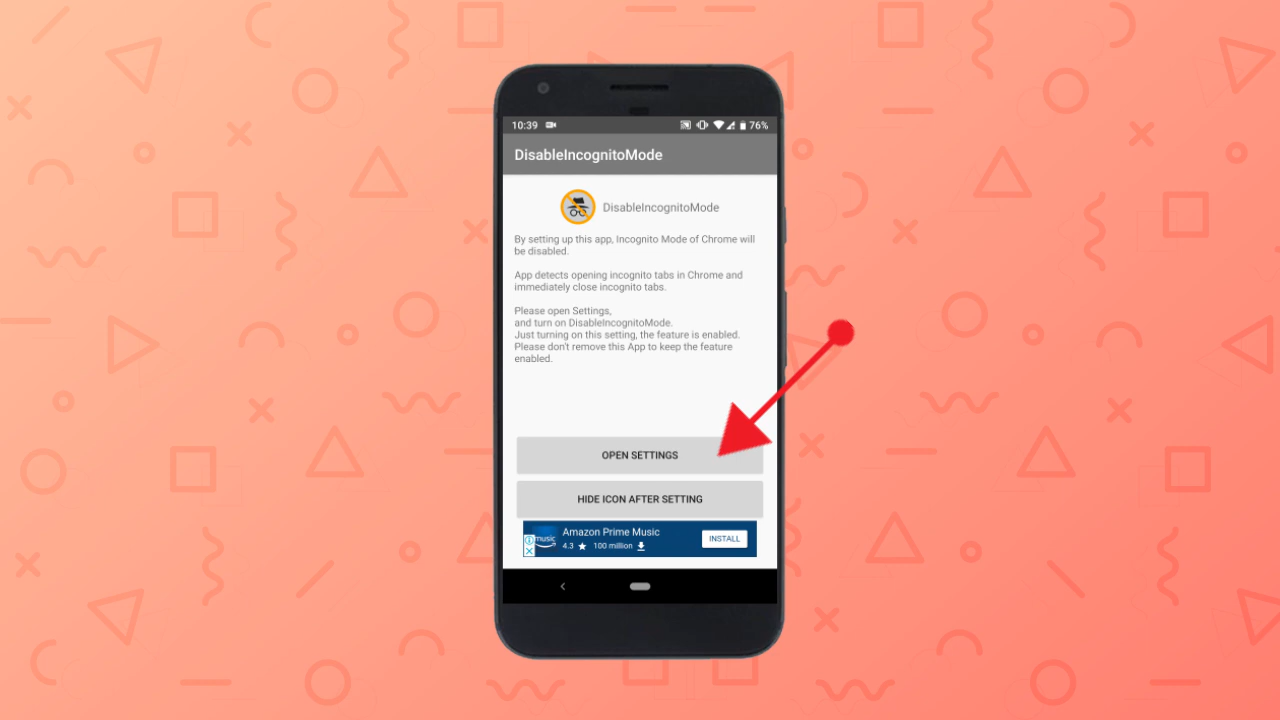 10:39 76%
DisableIncognitoMode
DisableIncognitoMode
By setting up this app, Incognito Mode of Chrome will
be disabled.
App detects opening incognito tabs in Chrome and
immediately close incognito tabs.
Please open Settings,
and turn on DisableIncognitoMode.
Just turning on this setting, the feature is enabled.
Please don't remove this App to keep the feature
enabled.
OPEN SETTINGS
HIDE ICON AFTER SETTING
music
Amazon Prime Music
4.3 ★ 100 million
INSTALL